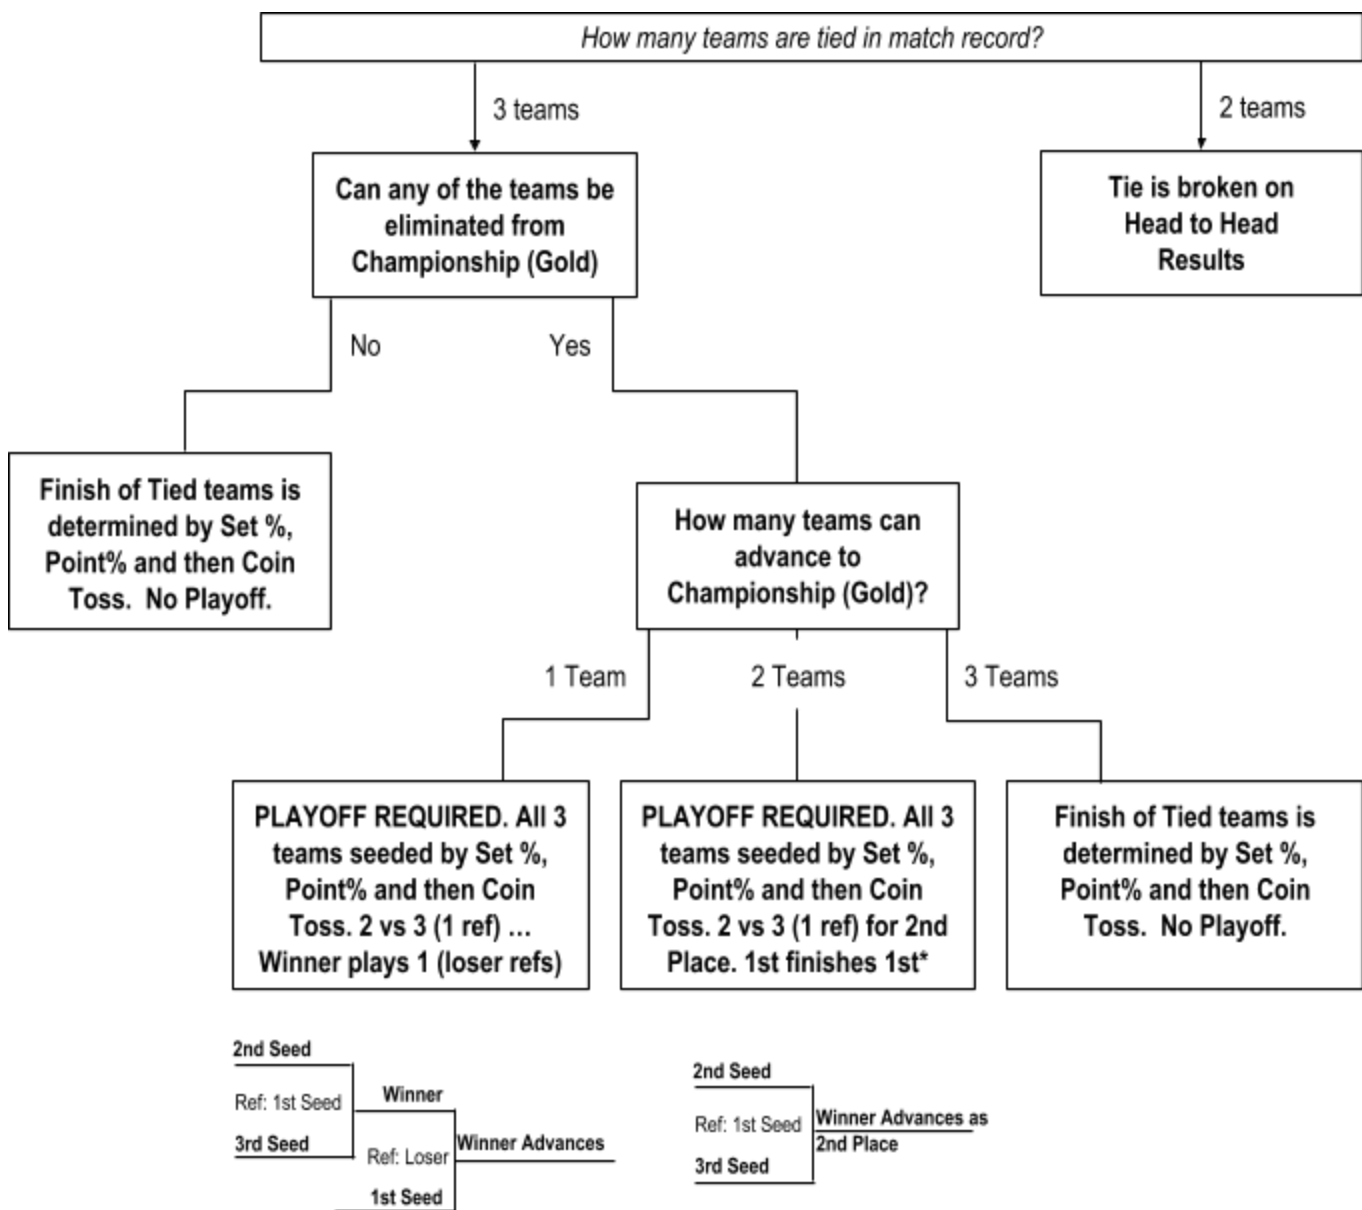 How many teams are tied in match record?
3 teams
2 teams
Can any of the teams be
eliminated from
Championship (Gold)
Tie is broken on
Head to Head
Results
No
Yes
Finish of Tied teams is
determined by Set %,
Point% and then Coin
Toss. No Playoff.
How many teams can
advance to
Championship (Gold)?
1 Team
2 Teams
3 Teams
PLAYOFF REQUIRED. All 3
teams seeded by Set %,
Point% and then Coin
Toss. 2 vs 3 (1 ref) ...
Winner plays 1 (loser refs)
PLAYOFF REQUIRED. All 3
teams seeded by Set %,
Point% and then Coin
Toss. 2 vs 3 (1 ref) for 2nd
Place. 1st finishes 1st*
Finish of Tied teams is
determined by Set %,
Point% and then Coin
Toss. No Playoff.
2nd Seed
Ref: 1st Seed
3rd Seed
Winner
Ref: Loser
1st Seed
Winner Advances
2nd Seed
Ref: 1st Seed
3rd Seed
Winner Advances as
2nd Place